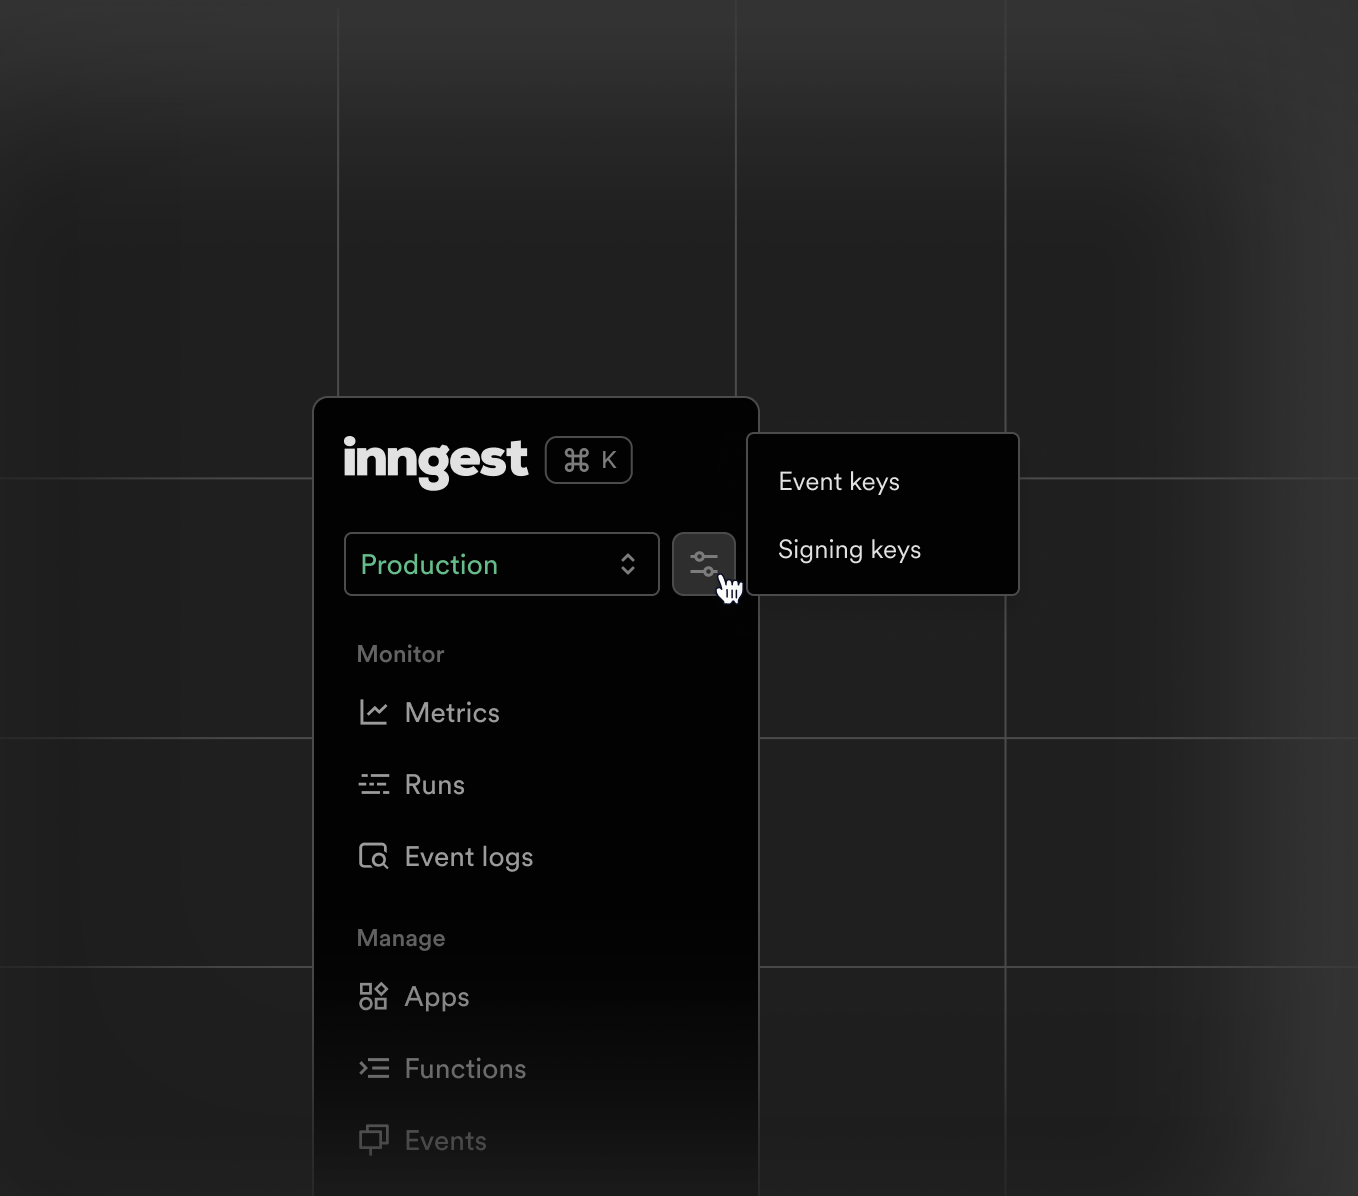 inngest ⌘ K
Production
Event keys
Signing keys
Monitor
Metrics
Runs
Event logs
Manage
Apps
Functions
Events